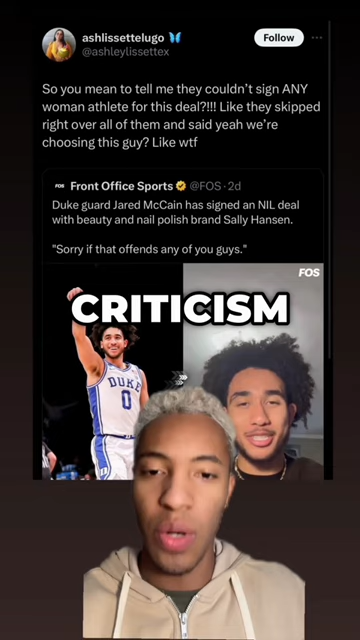 ashlissettelugo 🦋
@ashleylissettex
Follow
So you mean to tell me they couldn't sign ANY
woman athlete for this deal?!!! Like they skipped
right over all of them and said yeah we're
choosing this guy? Like wtf
FOS Front Office Sports @FOS · 2d
Duke guard Jared McCain has signed an NIL deal
with beauty and nail polish brand Sally Hansen.
"Sorry if that offends any of you guys."
FOS
CRITICISM
DUKE
0